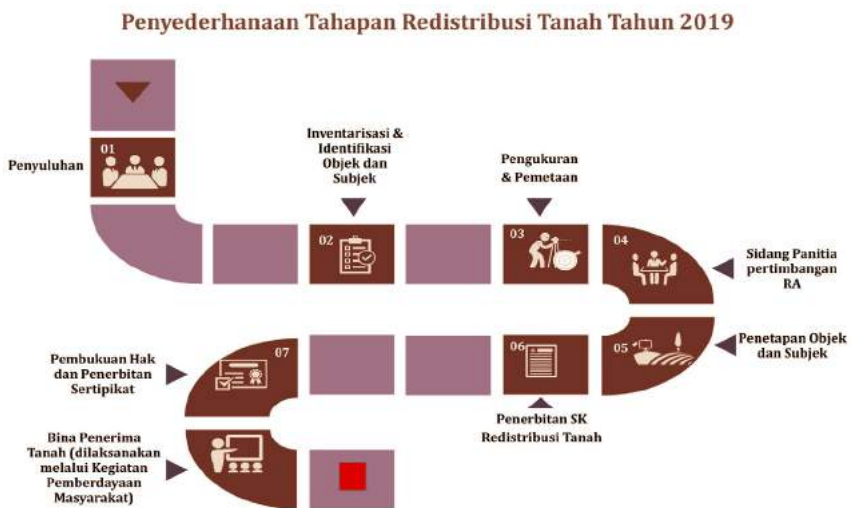 Penyederhanaan Tahapan Redistribusi Tanah Tahun 2019
Penyuluhan
01
Inventarisasi &
Identifikasi
Objek dan
Subjek
02
Pengukuran
& Pemetaan
03
04
Sidang Panitia
pertimbangan
RA
05
Penetapan Objek
dan Subjek
06
Penerbitan SK
Redistribusi Tanah
07
Pembukuan Hak
dan Penerbitan
Sertipikat
Bina Penerima
Tanah (dilaksanakan
melalui Kegiatan
Pemberdayaan
Masyarakat)